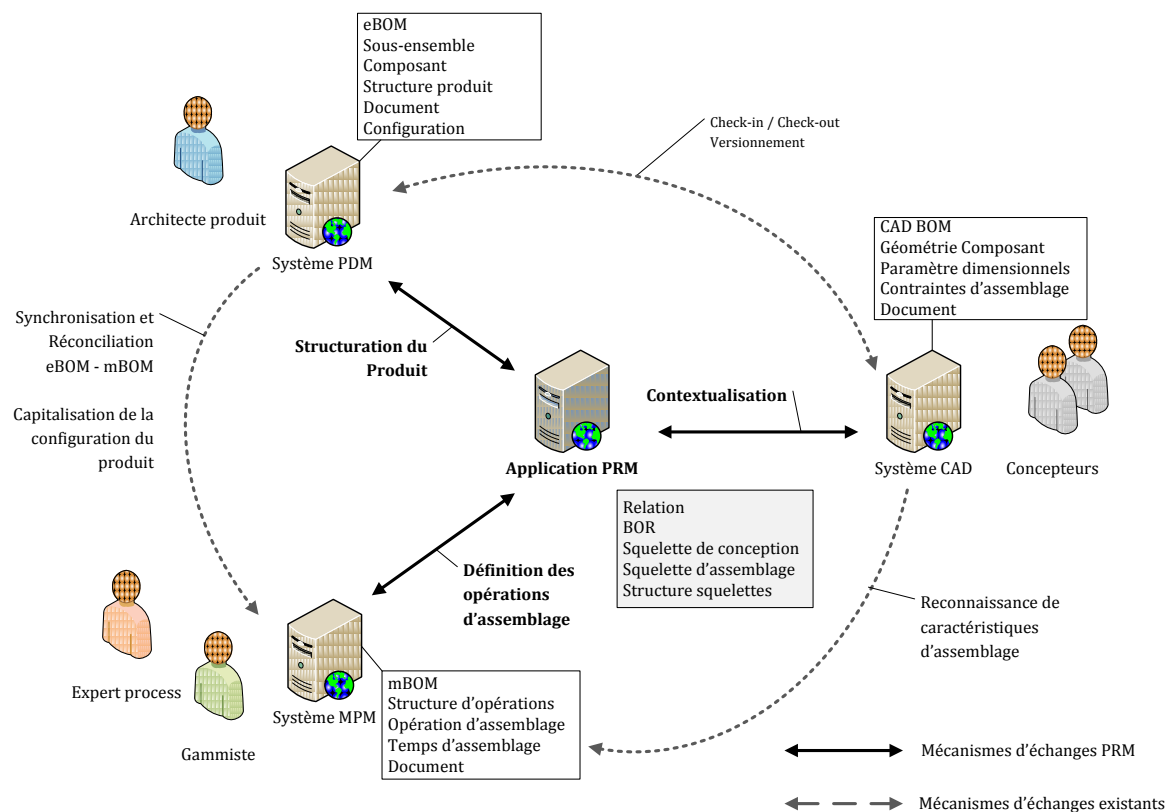 eBOM
Sous-ensemble
Composant
Structure produit
Document
Configuration
Check-in / Check-out
Versionnement
Architecte produit
Système PDM
CAD BOM
Géométrie Composant
Paramètre dimensionnels
Contraintes d'assemblage
Document
Synchronisation et
Réconciliation
eBOM - mBOM
Capitalisation de la
configuration du
produit
Structuration du
Produit
Contextualisation
Application PRM
Système CAD
Concepteurs
Relation
BOR
Squelette de conception
Squelette d'assemblage
Structure squelettes
Définition des
opérations
d'assemblage
Reconnaissance de
caractéristiques
d'assemblage
Expert process
Gammiste
Système MPM
mBOM
Structure d'opérations
Opération d'assemblage
Temps d'assemblage
Document
Mécanismes d'échanges PRM
Mécanismes d'échanges existants